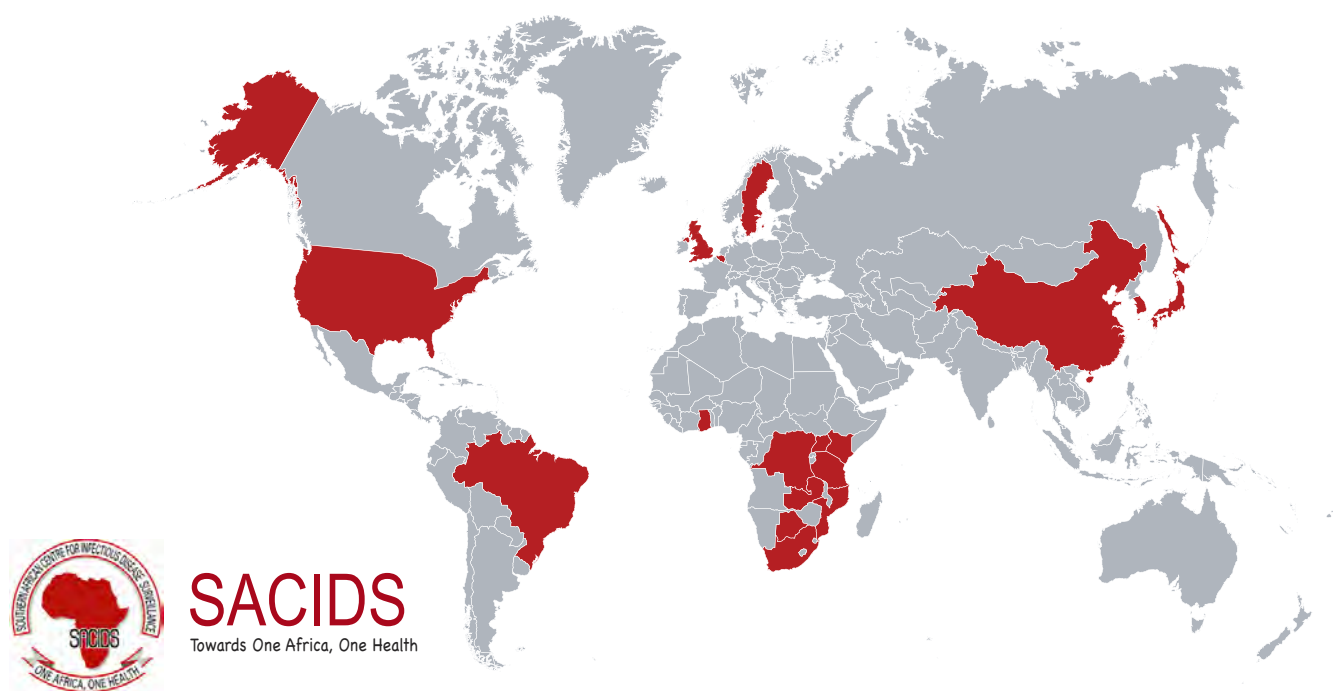 SOUTHERN AFRICAN CENTRE FOR INFECTIOUS DISEASE SURVEILLANCE
SACIDS
ONE AFRICA, ONE HEALTH
SACIDS
Towards One Africa, One Health